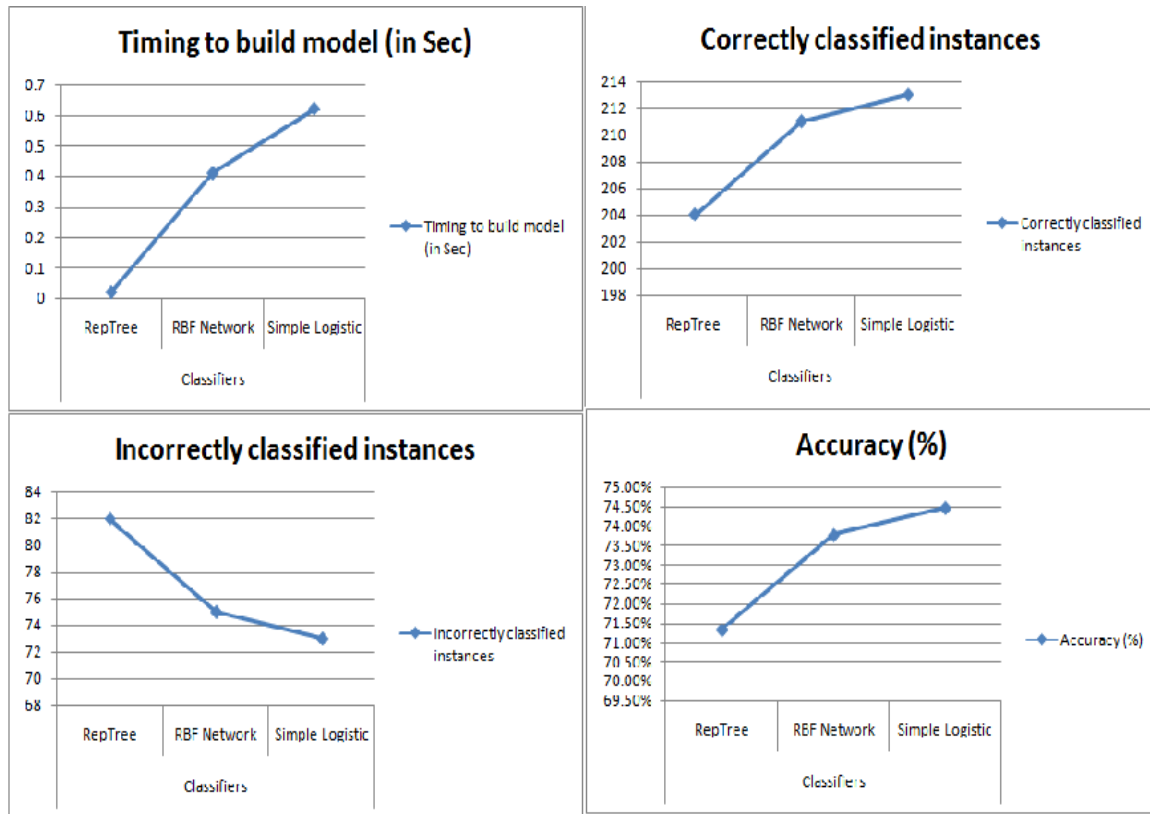 Timing to build model (in Sec)
0.7
0.6
0.5
0.4
0.3
0.2
0.1
0
RepTree
RBF Network
Simple Logistic
Classifiers
Timing to build model
(in Sec)
Correctly classified instances
214
212
210
208
206
204
202
200
198
RepTree
RBF Network
Simple Logistic
Classifiers
Correctly classified
instances
Incorrectly classified instances
84
82
80
78
76
74
72
70
68
RepTree
RBF Network
Simple Logistic
Classifiers
Incorrectly classified
instances
Accuracy (%)
75.00%
74.50%
74.00%
73.50%
73.00%
72.50%
72.00%
71.50%
71.00%
70.50%
70.00%
69.50%
RepTree
RBF Network
Simple Logistic
Classifiers
Accuracy (%)